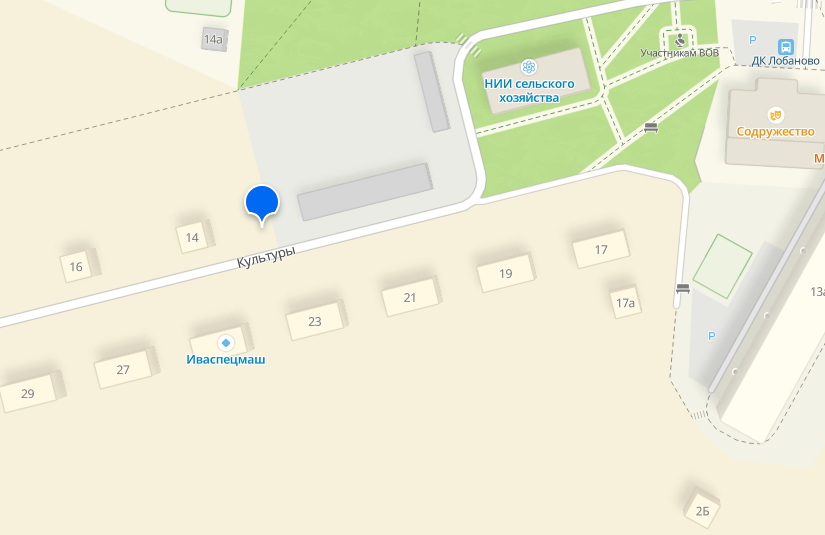 14а
Участникам ВОВ
P
ДК Лобаново
НИИ сельского
хозяйства
Содружество
М
14
16
Культуры
17
19
21
17а
23
13а
Иваспецмаш
P
27
29
2Б